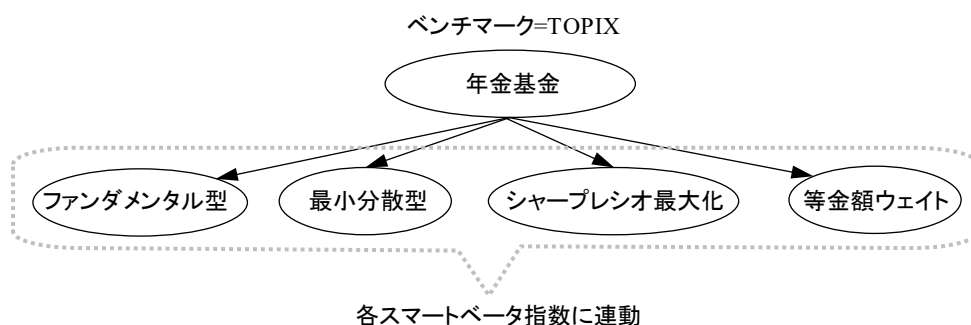 ベンチマーク=TOPIX
年金基金
ファンダメンタル型
最小分散型
シャープレシオ最大化
等金額ウェイト
各スマートベータ指数に連動